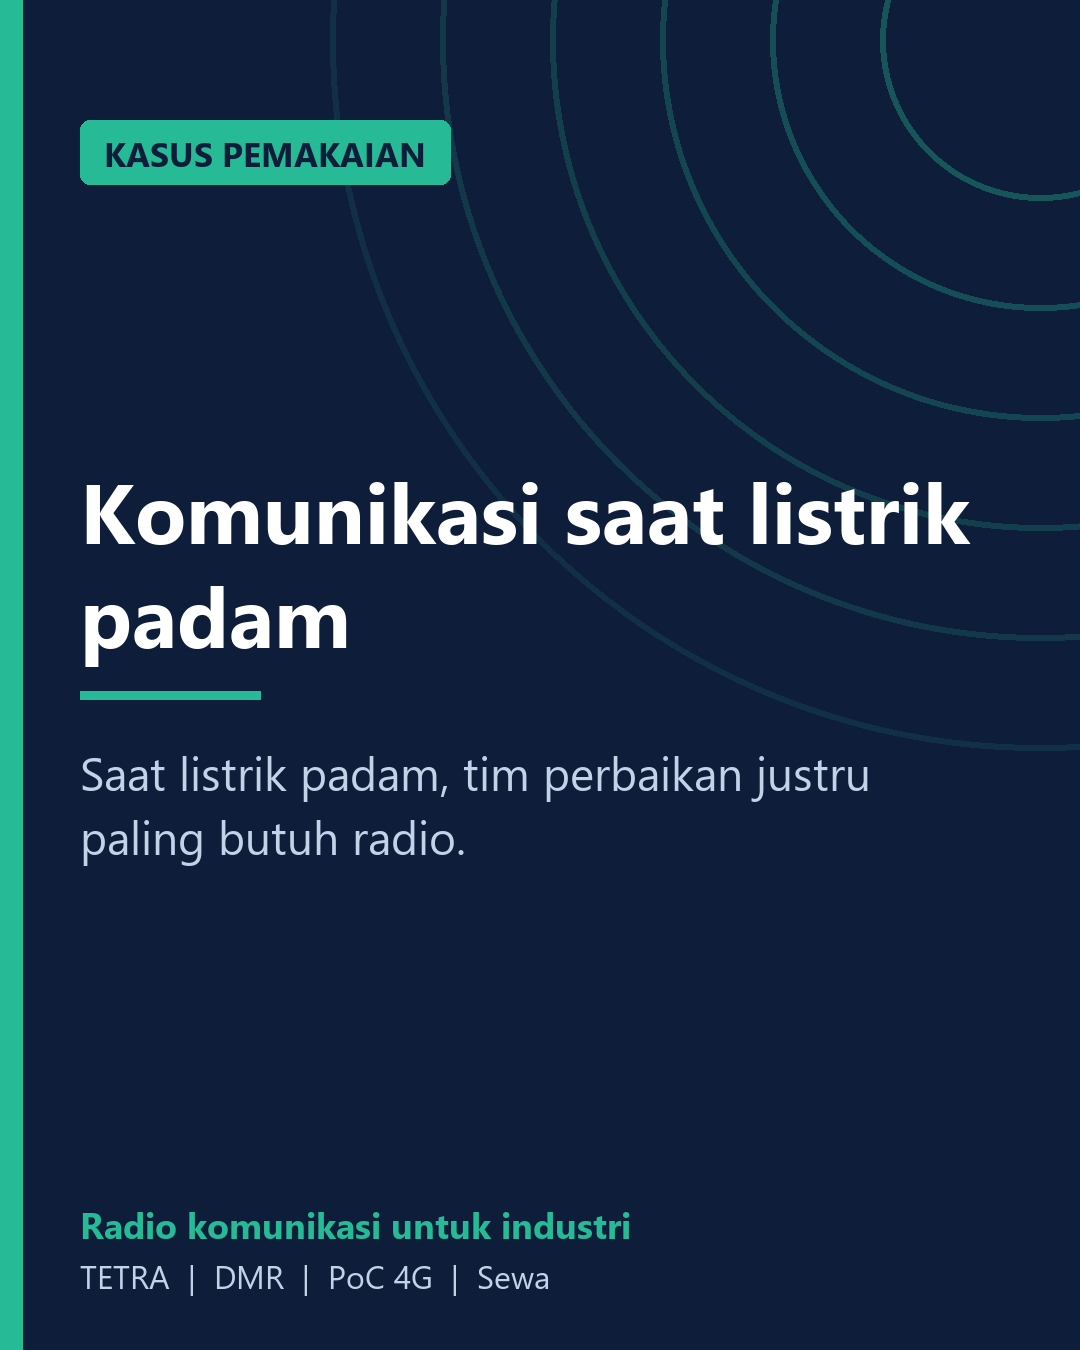 KASUS PEMAKAIAN
Komunikasi saat listrik
padam
Saat listrik padam, tim perbaikan justru
paling butuh radio.
Radio komunikasi untuk industri
TETRA | DMR | PoC 4G | Sewa